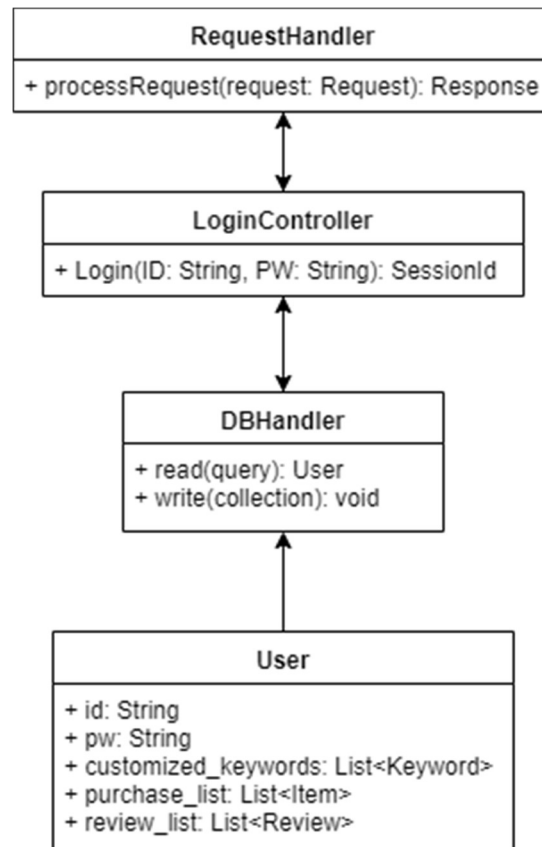 RequestHandler
+ processRequest(request: Request): Response
LoginController
+ Login(ID: String, PW: String): SessionId
DBHandler
+ read(query): User
+ write(collection): void
User
+ id: String
+ pw: String
+ customized_keywords: List<Keyword>
+ purchase_list: List<Item>
+ review_list: List<Review>